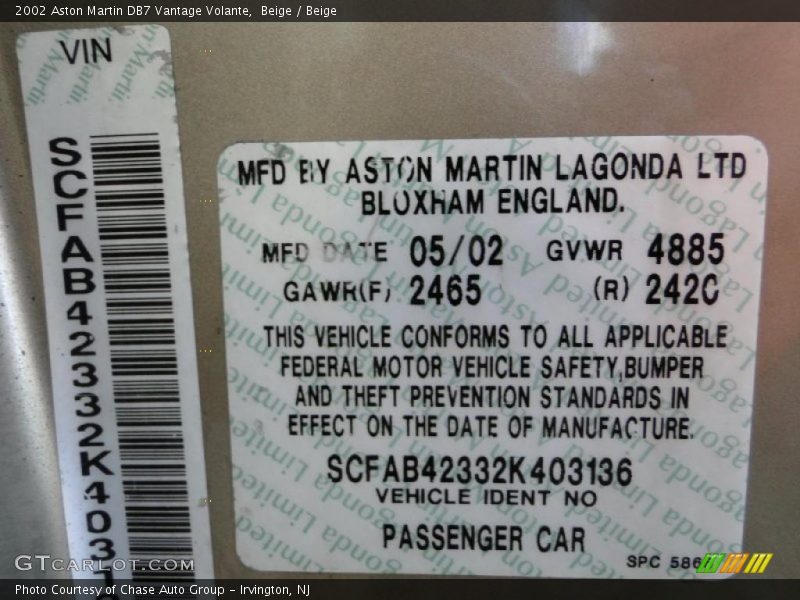 2002 Aston Martin DB7 Vantage Volante, Beige / Beige
VIN
SCFAB42332K4031
MFD BY ASTON MARTIN LAGONDA LTD
BLOXHAM ENGLAND.
MFD DATE 05/02 GVWR 4885
GAWR(F) 2465 (R) 2420
THIS VEHICLE CONFORMS TO ALL APPLICABLE
FEDERAL MOTOR VEHICLE SAFETY,BUMPER
AND THEFT PREVENTION STANDARDS IN
EFFECT ON THE DATE OF MANUFACTURE.
SCFAB42332K403136
VEHICLE IDENT NO
PASSENGER CAR
SPC 586
GTCarlot.com
Photo Courtesy of Chase Auto Group - Irvington, NJ